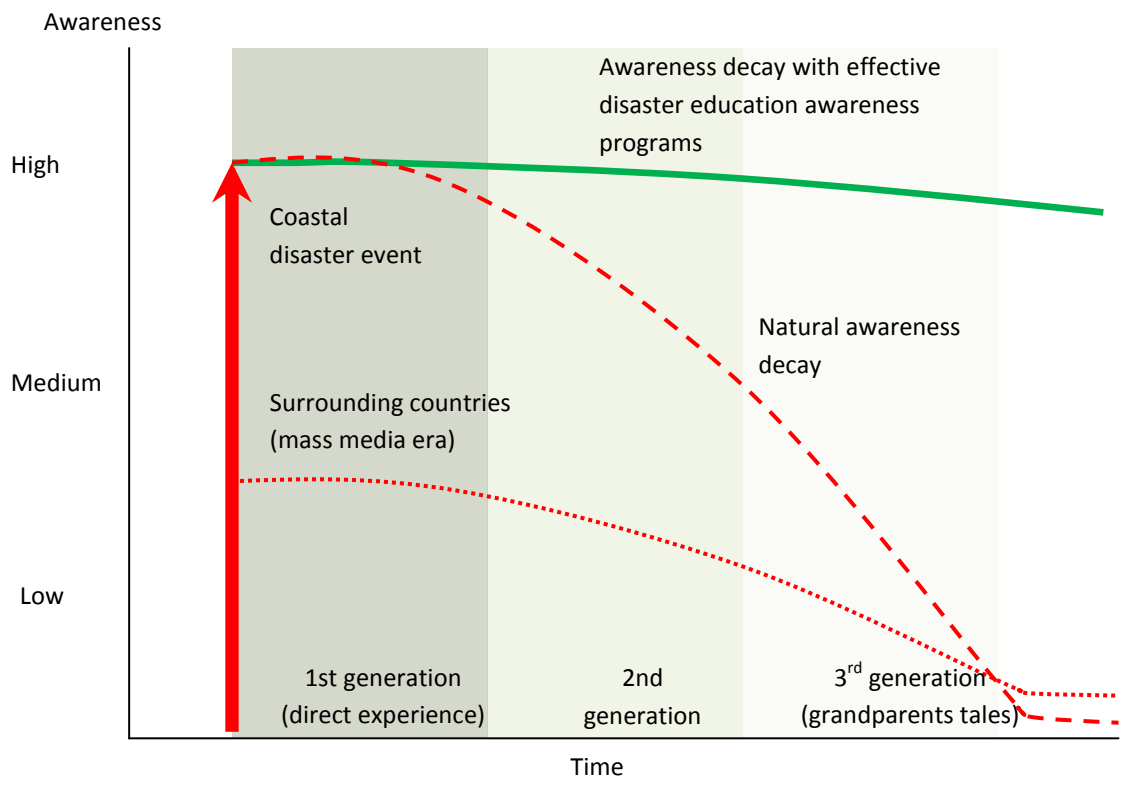 Awareness
Awareness decay with effective
disaster education awareness
programs
High
Coastal
disaster event
Natural awareness
decay
Medium
Surrounding countries
(mass media era)
Low
1st generation
(direct experience)
2nd
generation
3rd generation
(grandparents tales)
Time